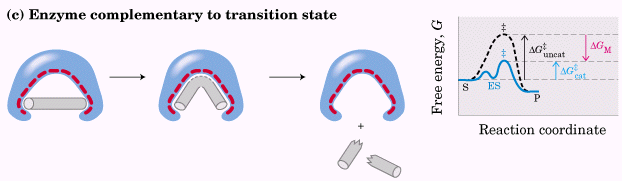 (c) Enzyme complementary to transition state
+
Free energy, G
‡
‡
ΔG‡uncat
ΔGM
ΔG‡cat
S
ES
P
Reaction coordinate